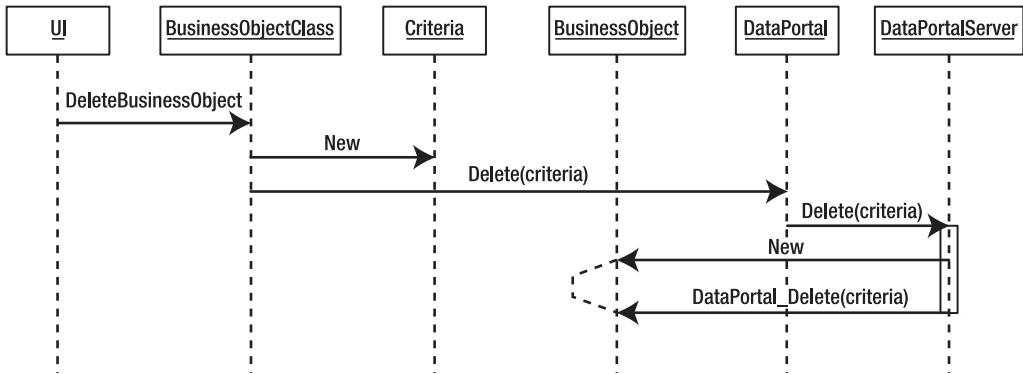 UI
BusinessObjectClass
Criteria
BusinessObject
DataPortal
DataPortalServer
DeleteBusinessObject
New
Delete(criteria)
Delete(criteria)
New
DataPortal_Delete(criteria)